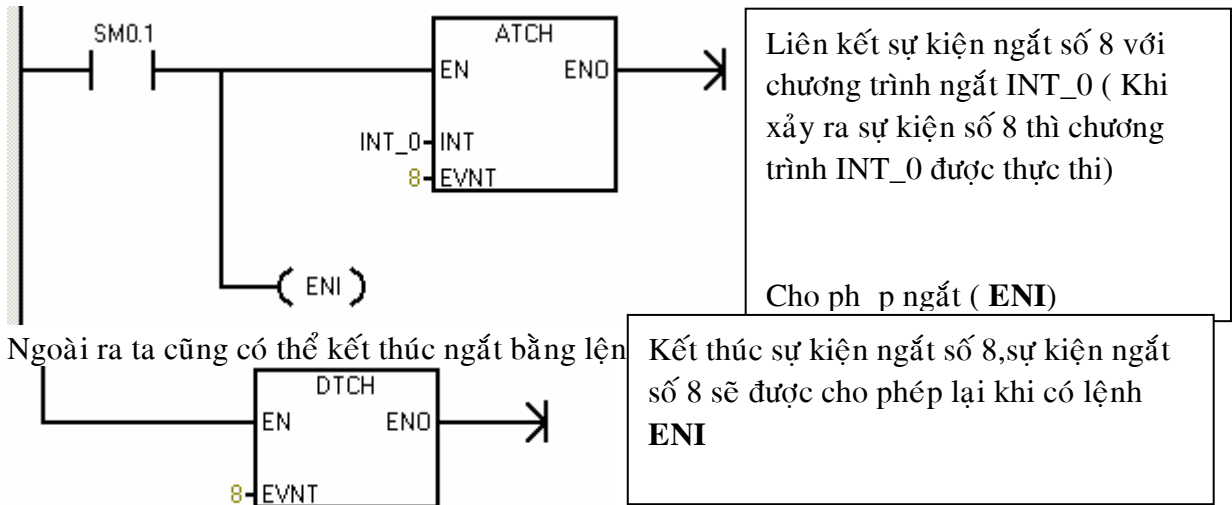 SM0.1
ATCH
EN ENO
INT_0 INT
8 EVNT
( ENI )
Liên kết sự kiện ngắt số 8 với
chương trình ngắt INT_0 ( Khi
xảy ra sự kiện số 8 thì chương
trình INT_0 được thực thi)
Cho ph p ngắt ( ENI)
Ngoài ra ta cũng có thể kết thúc ngắt bằng lện
DTCH
EN ENO
8 EVNT
Kết thúc sự kiện ngắt số 8,sự kiện ngắt
số 8 sẽ được cho phép lại khi có lệnh
ENI